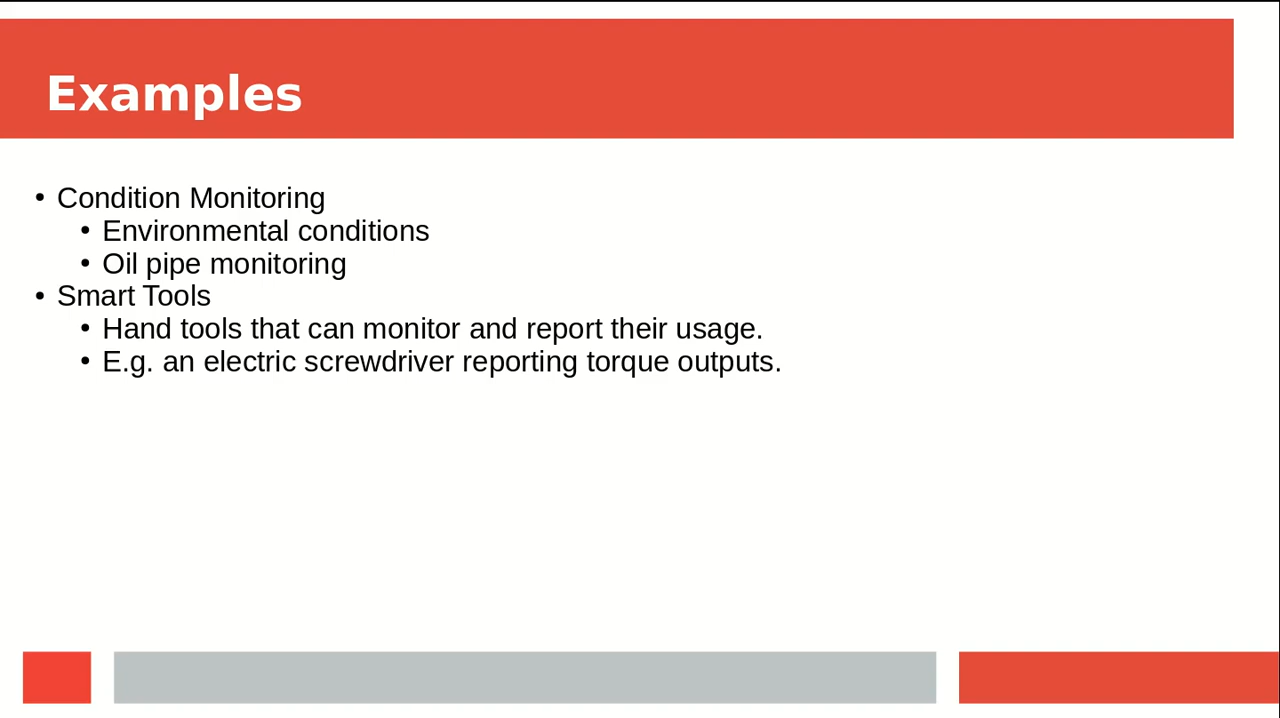 Examples
• Condition Monitoring
• Environmental conditions
• Oil pipe monitoring
• Smart Tools
• Hand tools that can monitor and report their usage.
• E.g. an electric screwdriver reporting torque outputs.